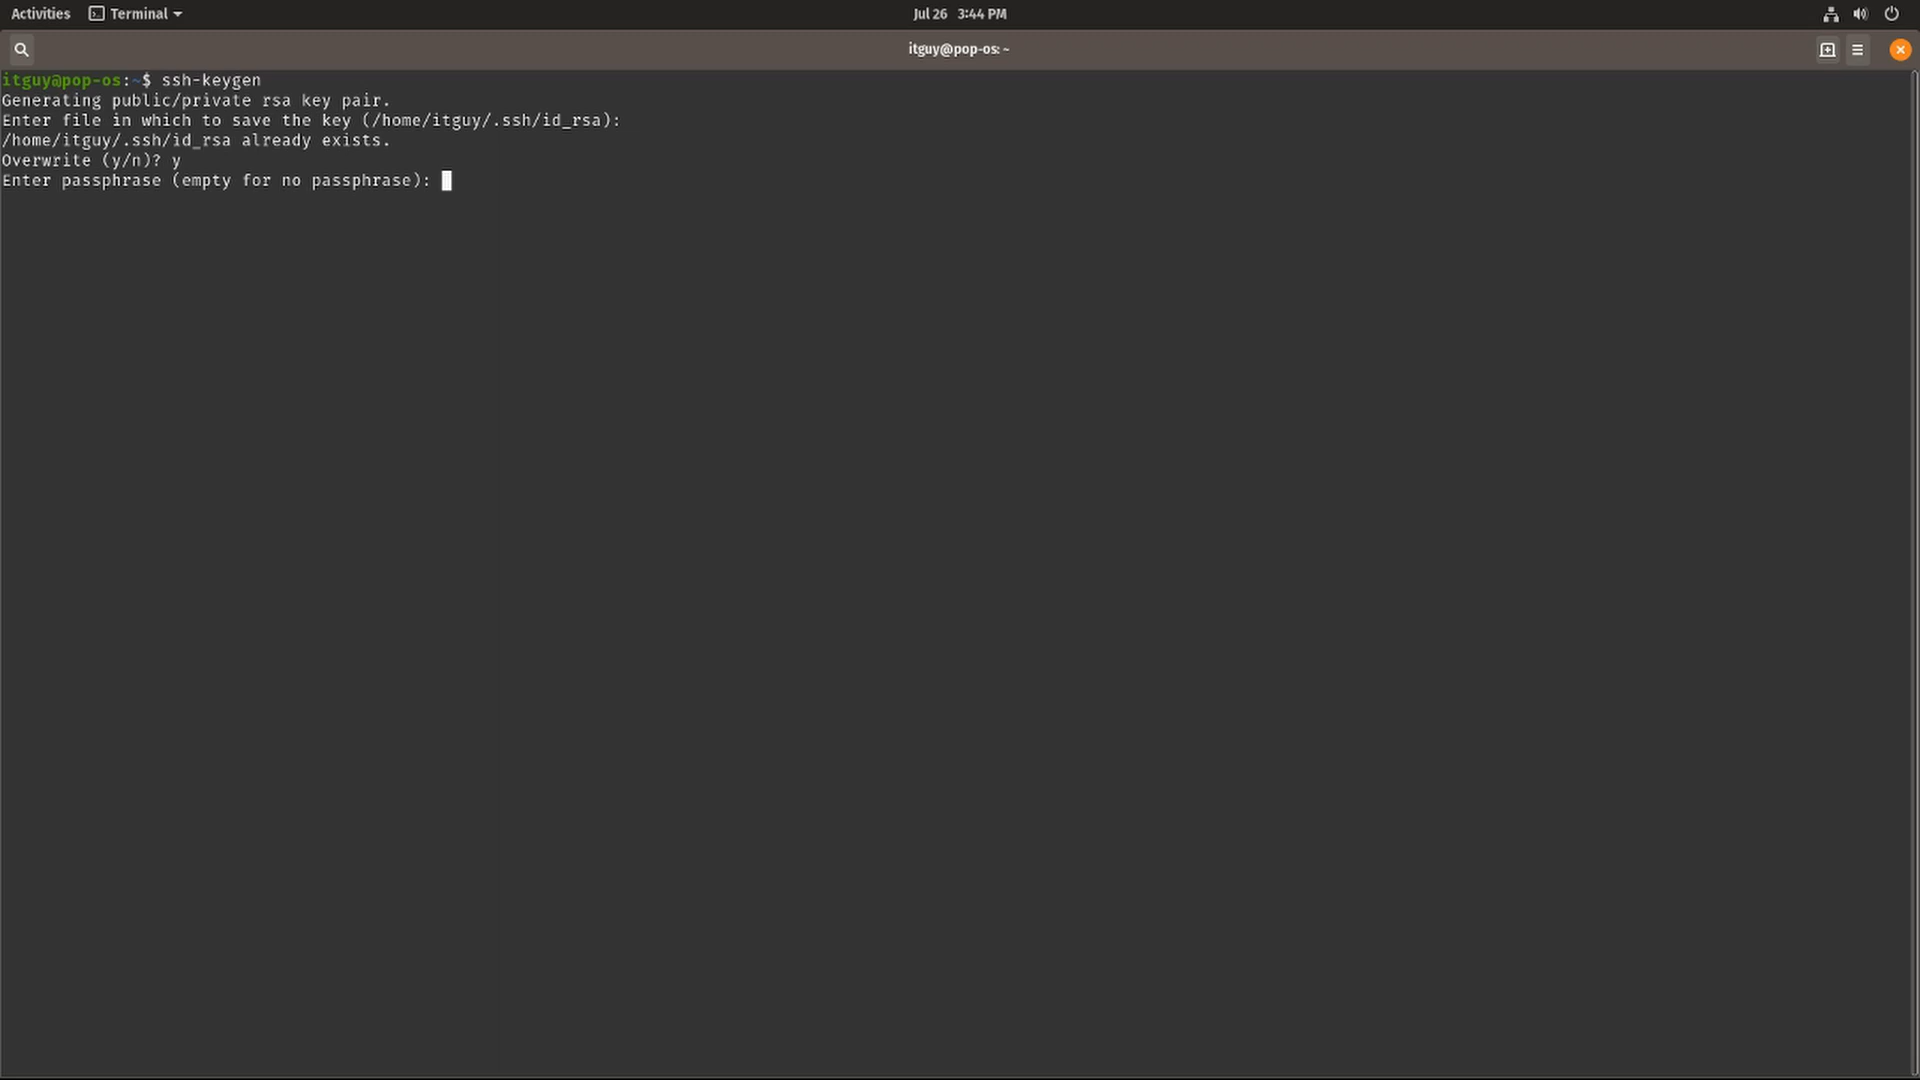 Activities Terminal Jul 26 3:44 PM
itguy@pop-os: ~
itguy@pop-os:~$ ssh-keygen
Generating public/private rsa key pair.
Enter file in which to save the key (/home/itguy/.ssh/id_rsa):
/home/itguy/.ssh/id_rsa already exists.
Overwrite (y/n)? y
Enter passphrase (empty for no passphrase):